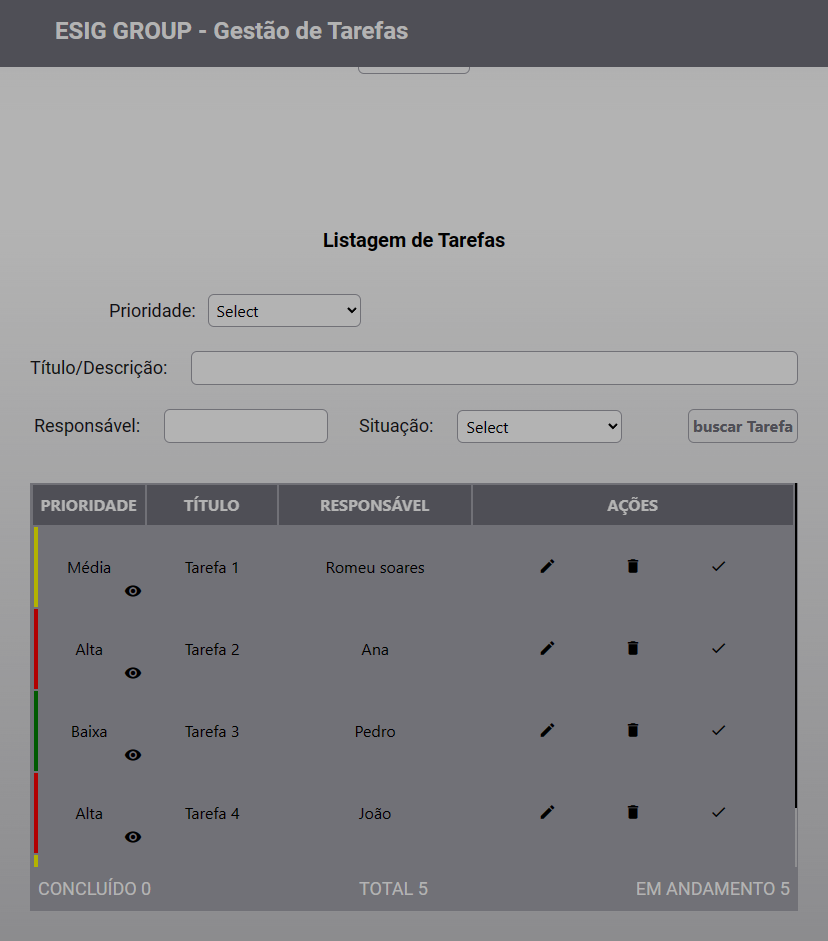 ESIG GROUP - Gestão de Tarefas
Listagem de Tarefas
Prioridade: Select
Título/Descrição:
Responsável: Situação: Select buscar Tarefa
PRIORIDADE TÍTULO RESPONSÁVEL AÇÕES
Média Tarefa 1 Romeu soares
Alta Tarefa 2 Ana
Baixa Tarefa 3 Pedro
Alta Tarefa 4 João
CONCLUÍDO 0 TOTAL 5 EM ANDAMENTO 5